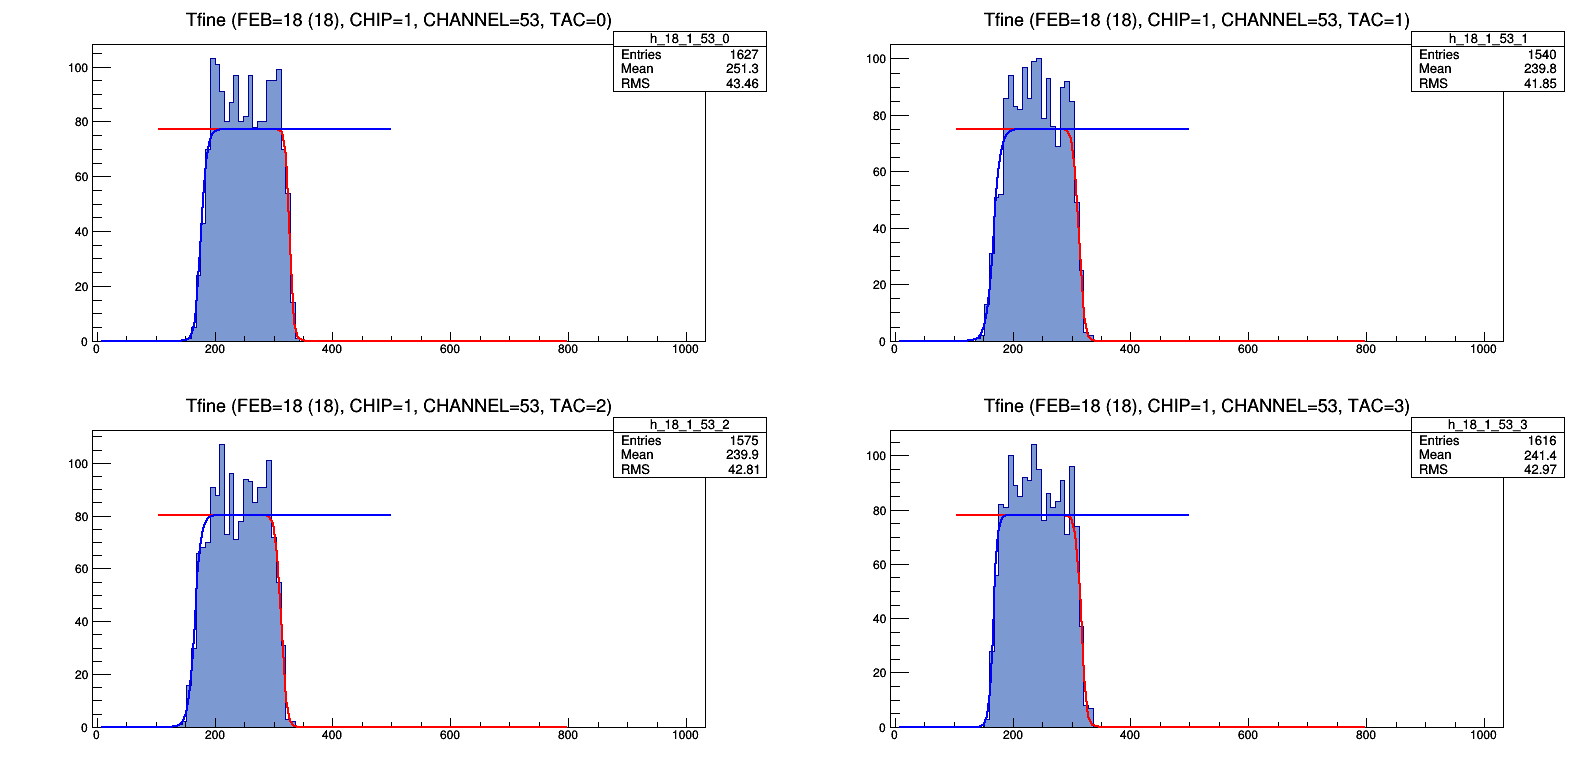 Tfine (FEB=18 (18), CHIP=1, CHANNEL=53, TAC=0)
h_18_1_53_0
Entries 1627
Mean 251.3
RMS 43.46
100
80
60
40
20
0
0 200 400 600 800 1000
Tfine (FEB=18 (18), CHIP=1, CHANNEL=53, TAC=1)
h_18_1_53_1
Entries 1540
Mean 239.8
RMS 41.85
100
80
60
40
20
0
0 200 400 600 800 1000
Tfine (FEB=18 (18), CHIP=1, CHANNEL=53, TAC=2)
h_18_1_53_2
Entries 1575
Mean 239.9
RMS 42.81
100
80
60
40
20
0
0 200 400 600 800 1000
Tfine (FEB=18 (18), CHIP=1, CHANNEL=53, TAC=3)
h_18_1_53_3
Entries 1616
Mean 241.4
RMS 42.97
100
80
60
40
20
0
0 200 400 600 800 1000